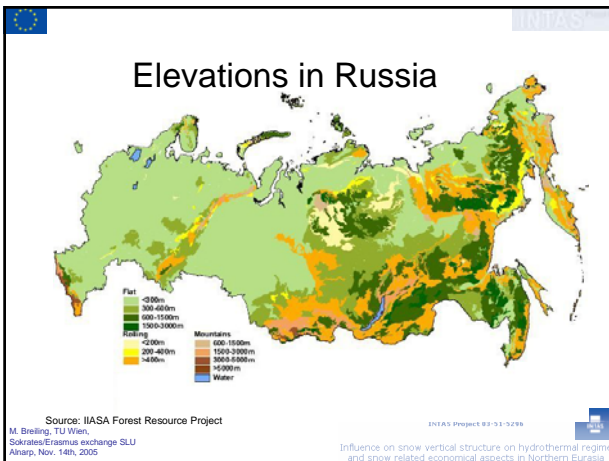 INTAS
Elevations in Russia
Flat
<300m
300-600m
600-1500m
1500-3000m
Rolling
<200m
200-400m
>400m
Mountains
600-1500m
1500-3000m
3000-5000m
>5000m
Water
Source: IIASA Forest Resource Project
M. Breiling, TU Wien,
Sokrates/Erasmus exchange SLU
Alnarp, Nov. 14th, 2005
INTAS Project 03-51-5296
INTAS
Influence on snow vertical structure on hydrothermal regime
and snow related economical aspects in Northern Eurasia